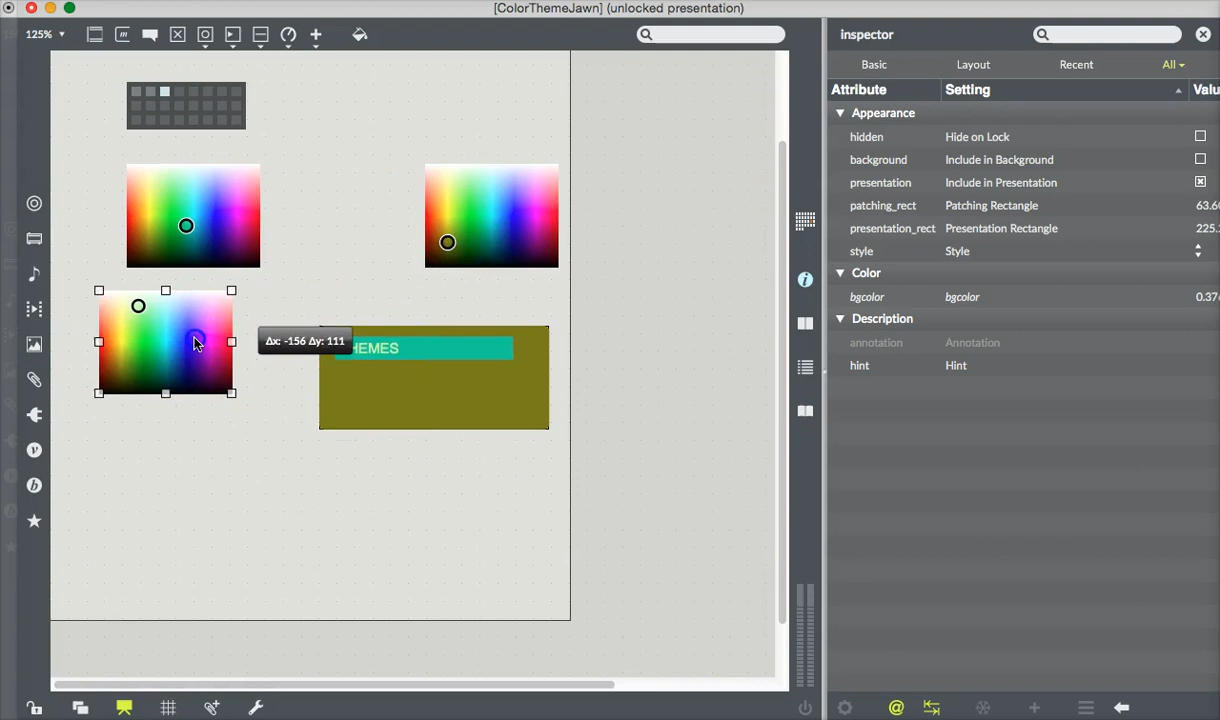 [ColorThemeJawn] (unlocked presentation)
125%
m
inspector
Basic Layout Recent All
Attribute Setting Valu
Appearance
hidden Hide on Lock
background Include in Background
presentation Include in Presentation
patching_rect Patching Rectangle 63.60
presentation_rect Presentation Rectangle 225.
style Style
Color
bgcolor bgcolor 0.37
Description
annotation Annotation
hint Hint
Δx: -156 Δy: 111
HEMES
i
v
b
@